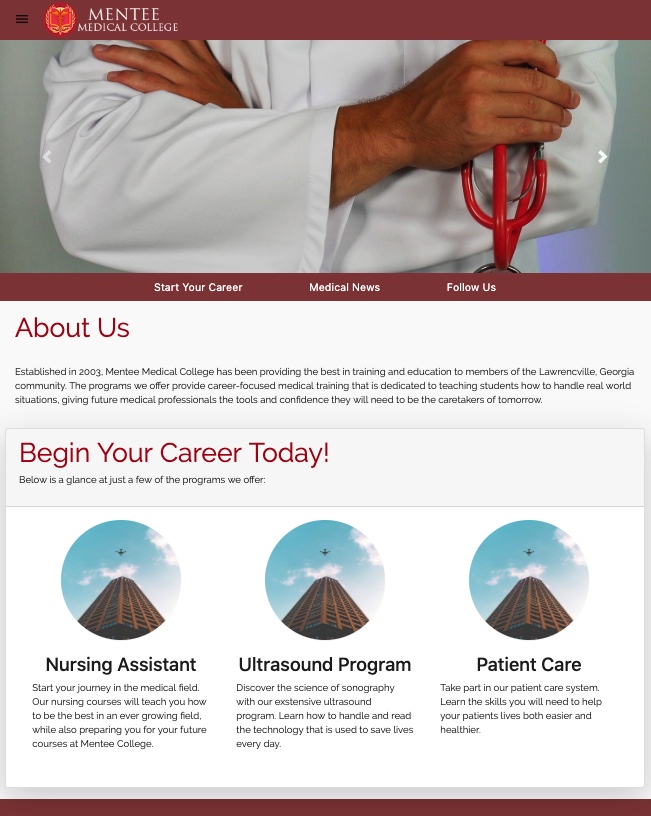 MENTEE
MEDICAL COLLEGE
Start Your Career
Medical News
Follow Us
About Us
Established in 2003, Mentee Medical College has been providing the best in training and education to members of the Lawrencville, Georgia
community. The programs we offer provide career-focused medical training that is dedicated to teaching students how to handle real world
situations, giving future medical professionals the tools and confidence they will need to be the caretakers of tomorrow.
Begin Your Career Today!
Below is a glance at just a few of the programs we offer:
Nursing Assistant
Start your journey in the medical field.
Our nursing courses will teach you how
to be the best in an ever growing field,
while also preparing you for your future
courses at Mentee College.
Ultrasound Program
Discover the science of sonography
with our exstensive ultrasound
program. Learn how to handle and read
the technology that is used to save lives
every day.
Patient Care
Take part in our patient care system.
Learn the skills you will need to help
your patients lives both easier and
healthier.